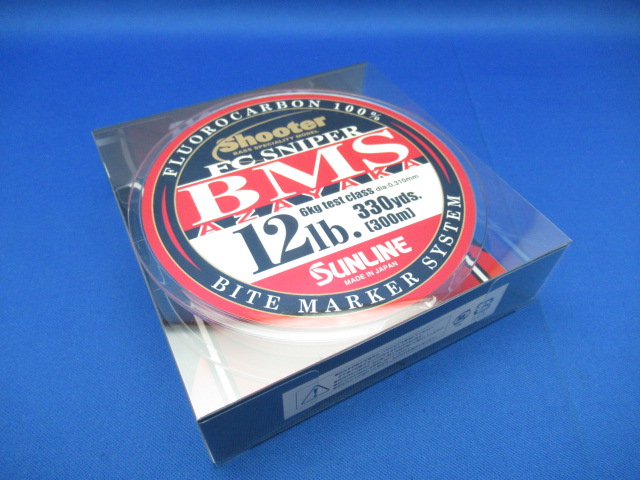 FLUOROCARBON 100%
Shooter
BASS SPECIALITY MODEL
FC SNIPER
BMS
AZAYAKA
6kg test class dia:0.310mm
12lb. 330yds.
(300m)
SUNLINE
MADE IN JAPAN
BITE MARKER SYSTEM